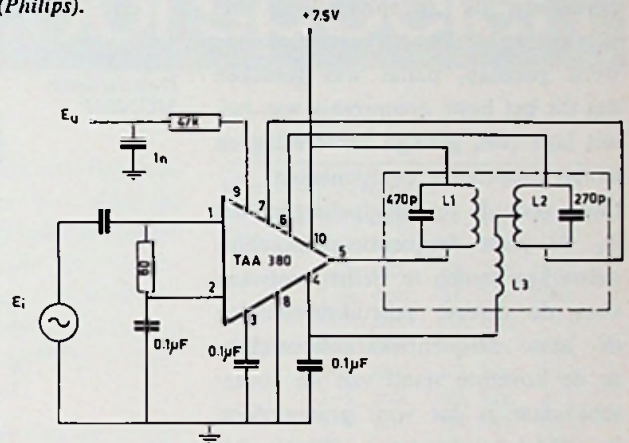 (Philips).
+7.5V
Eu
47K
1n
9
7
6
10
5
1
2
TAA 380
4
8
3
470p
L1
L2
270p
L3
60
Ei
0.1µF
0.1µF
0.1µF